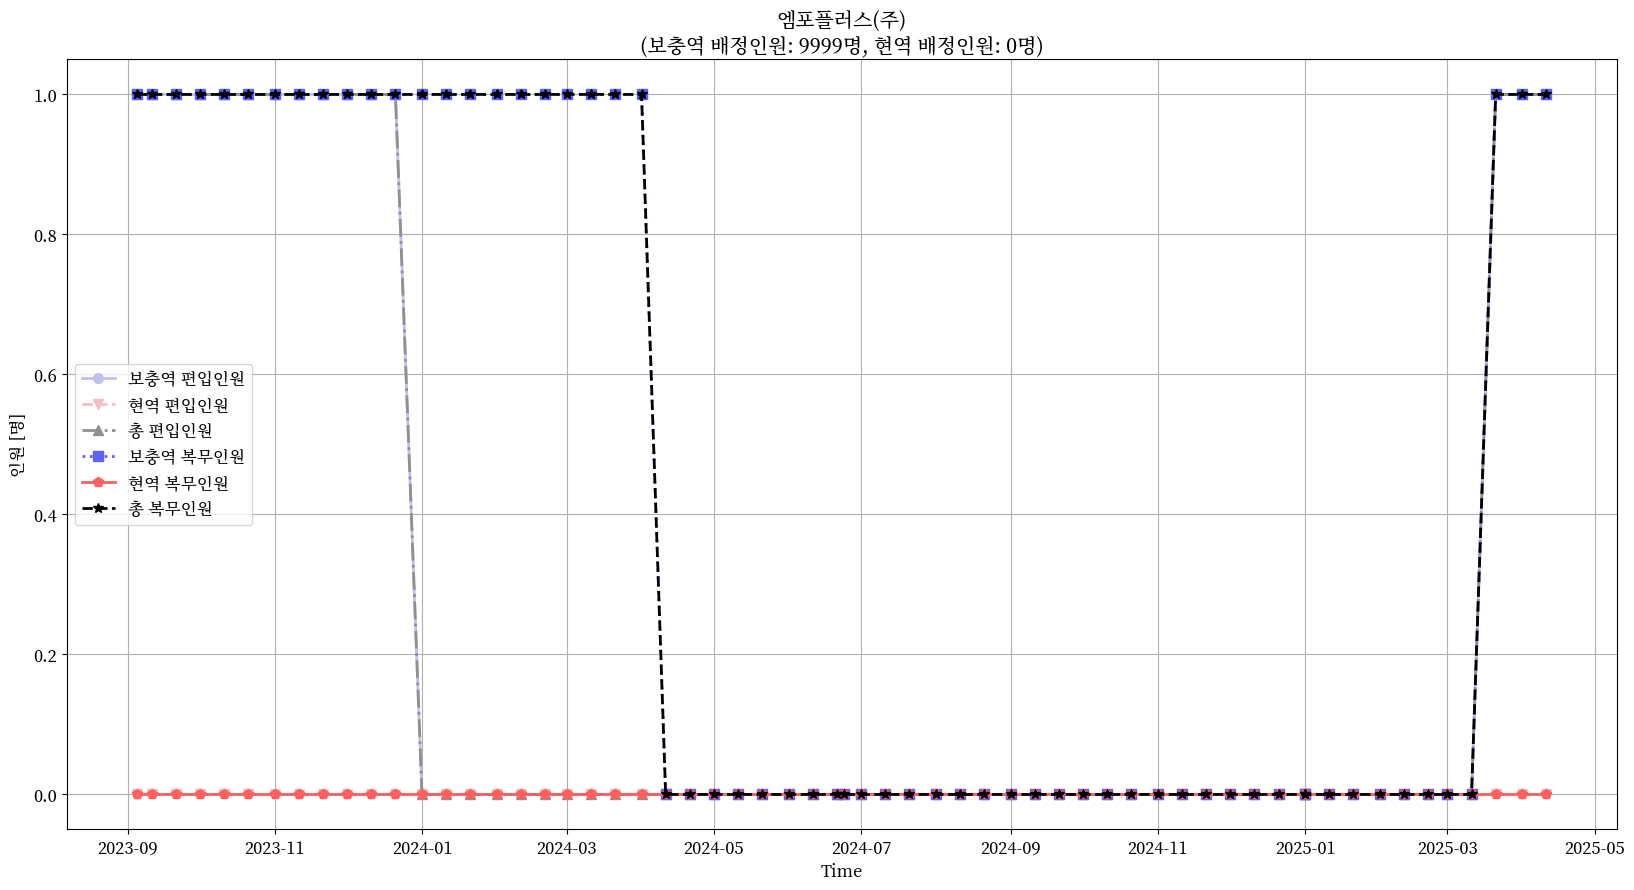 엠포플러스(주)
(보충역 배정인원: 9999명, 현역 배정인원: 0명)
1.0
0.8
0.6
0.4
0.2
0.0
인원 [명]
보충역 편입인원
현역 편입인원
총 편입인원
보충역 복무인원
현역 복무인원
총 복무인원
2023-09
2023-11
2024-01
2024-03
2024-05
2024-07
2024-09
2024-11
2025-01
2025-03
2025-05
Time